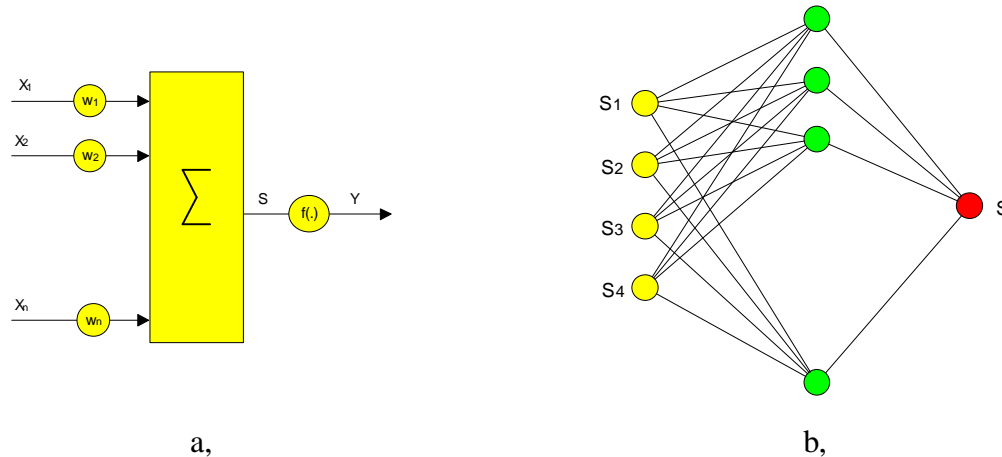 X1
w1
X2
w2
∑
S
f(.)
Y
Xn
wn
a,
S1
S2
S3
S4
S
b,